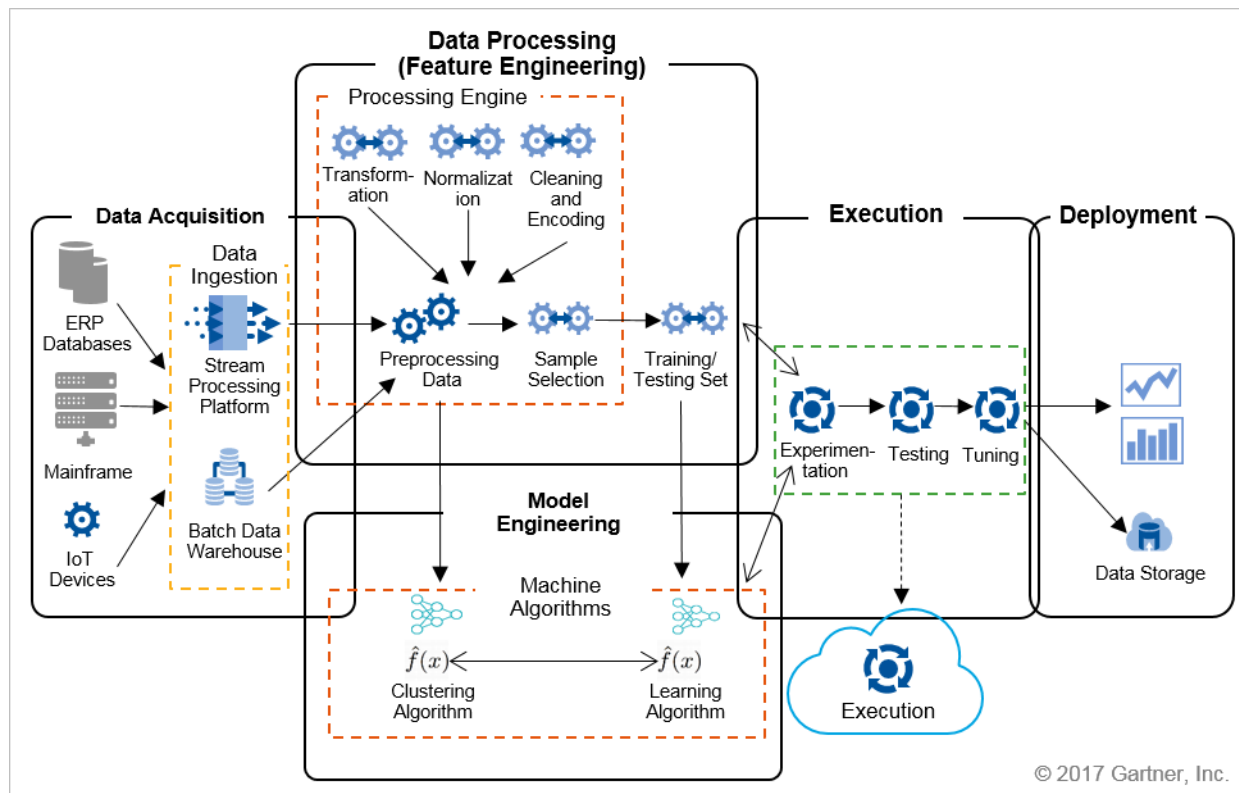 Data Processing
(Feature Engineering)
Processing Engine
Transform-
ation
Normalizat
ion
Cleaning
and
Encoding
Data Acquisition
Data
Ingestion
ERP
Databases
Stream
Processing
Platform
Mainframe
IoT
Devices
Batch Data
Warehouse
Preprocessing
Data
Sample
Selection
Training/
Testing Set
Execution
Experimen-
tation
Testing
Tuning
Deployment
Data Storage
Model
Engineering
Machine
Algorithms
f̂(x)
Clustering
Algorithm
f̂(x)
Learning
Algorithm
Execution
© 2017 Gartner, Inc.